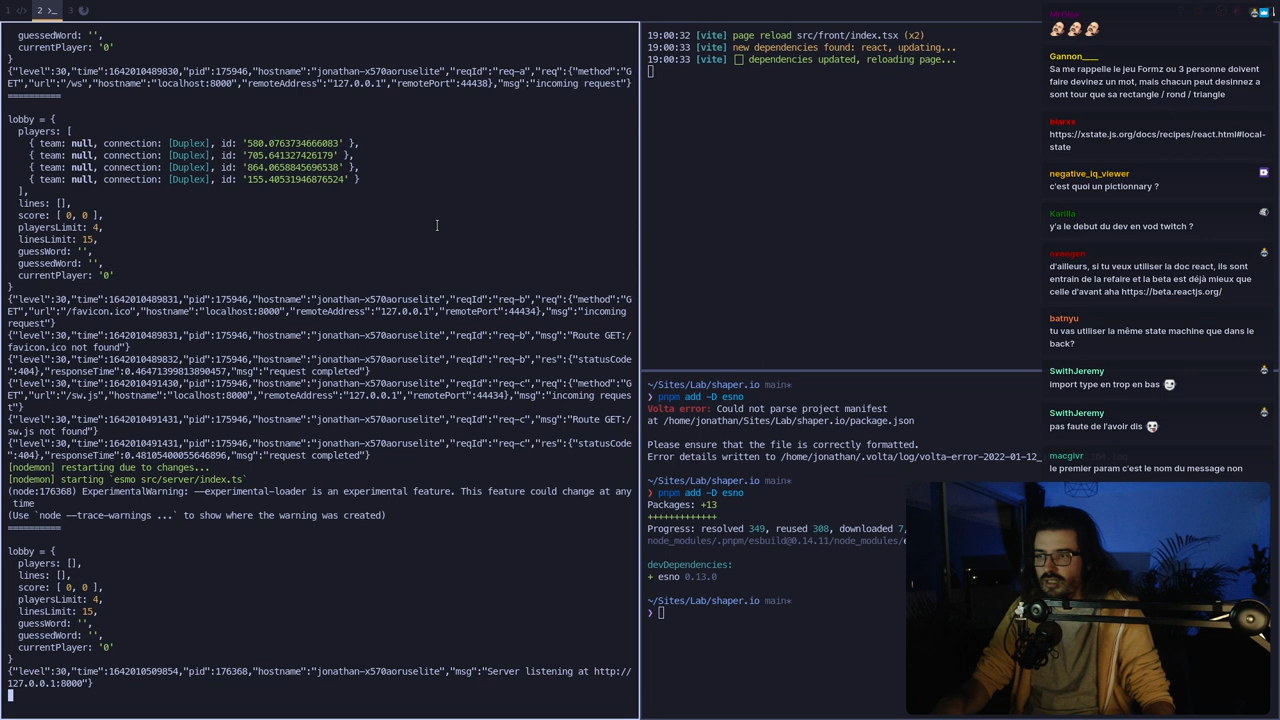 1 </> 2 >_ 3
  guessedWord: '',
  currentPlayer: '0'
}
{"level":30,"time":1642010489830,"pid":175946,"hostname":"jonathan-x570aoruselite","reqId":"req-a","req":{"method":"G
ET","url":"/ws","hostname":"localhost:8000","remoteAddress":"127.0.0.1","remotePort":44438},"msg":"incoming request"}
==========
lobby = {
  players: [
    { team: null, connection: [Duplex], id: '580.0763734666083' },
    { team: null, connection: [Duplex], id: '705.641327426179' },
    { team: null, connection: [Duplex], id: '864.0658845696538' },
    { team: null, connection: [Duplex], id: '155.40531946876524' }
  ],
  lines: [],
  score: [ 0, 0 ],
  playersLimit: 4,
  linesLimit: 15,
  guessWord: '',
  guessedWord: '',
  currentPlayer: '0'
}
{"level":30,"time":1642010489831,"pid":175946,"hostname":"jonathan-x570aoruselite","reqId":"req-b","req":{"method":"G
ET","url":"/favicon.ico","hostname":"localhost:8000","remoteAddress":"127.0.0.1","remotePort":44434},"msg":"incoming
request"}
{"level":30,"time":1642010489831,"pid":175946,"hostname":"jonathan-x570aoruselite","reqId":"req-b","msg":"Route GET:/
favicon.ico not found"}
{"level":30,"time":1642010489832,"pid":175946,"hostname":"jonathan-x570aoruselite","reqId":"req-b","res":{"statusCode
":404},"responseTime":0.46471399813890457,"msg":"request completed"}
{"level":30,"time":1642010491430,"pid":175946,"hostname":"jonathan-x570aoruselite","reqId":"req-c","req":{"method":"G
ET","url":"/sw.js","hostname":"localhost:8000","remoteAddress":"127.0.0.1","remotePort":44434},"msg":"incoming reques
t"}
{"level":30,"time":1642010491431,"pid":175946,"hostname":"jonathan-x570aoruselite","reqId":"req-c","msg":"Route GET:/
sw.js not found"}
{"level":30,"time":1642010491431,"pid":175946,"hostname":"jonathan-x570aoruselite","reqId":"req-c","res":{"statusCode
":404},"responseTime":0.48105400055646896,"msg":"request completed"}
[nodemon] restarting due to changes...
[nodemon] starting `esmo src/server/index.ts`
(node:176368) ExperimentalWarning: --experimental-loader is an experimental feature. This feature could change at any
 time
(Use `node --trace-warnings ...` to show where the warning was created)
==========
lobby = {
  players: [],
  lines: [],
  score: [ 0, 0 ],
  playersLimit: 4,
  linesLimit: 15,
  guessWord: '',
  guessedWord: '',
  currentPlayer: '0'
}
{"level":30,"time":1642010509854,"pid":176368,"hostname":"jonathan-x570aoruselite","msg":"Server listening at http://
127.0.0.1:8000"}
19:00:32 [vite] page reload src/front/index.tsx (x2)
19:00:33 [vite] new dependencies found: react, updating...
19:00:33 [vite] dependencies updated, reloading page...
~/Sites/Lab/shaper.io main*
❯ pnpm add -D esno
Volta error: Could not parse project manifest
at /home/jonathan/Sites/Lab/shaper.io/package.json
Please ensure that the file is correctly formatted.
Error details written to /home/jonathan/.volta/log/volta-error-2022-01-12_
~/Sites/Lab/shaper.io main*
❯ pnpm add -D esno
Packages: +13
+++++++++++++
Progress: resolved 349, reused 308, downloaded 7,
node_modules/.pnpm/esbuild@0.14.11/node_modules/e
devDependencies:
+ esno 0.13.0
~/Sites/Lab/shaper.io main*
❯
Gannon____
Sa me rappelle le jeu Formz ou 3 personne doivent
faire devinez un mot, mais chacun peut desinnez a
sont tour que sa rectangle / rond / triangle
blarxx
https://xstate.js.org/docs/recipes/react.html#local-
state
negative_iq_viewer
c'est quoi un pictionnary ?
Karilla
y'a le debut du dev en vod twitch ?
oxeegen
d'ailleurs, si tu veux utiliser la doc react, ils sont
entrain de la refaire et la beta est déjà mieux que
celle d'avant aha https://beta.reactjs.org/
batnyu
tu vas utiliser la même state machine que dans le
back?
SwithJeremy
import type en trop en bas
SwithJeremy
pas faute de l'avoir dis
macgivr
le premier param c'est le nom du message non